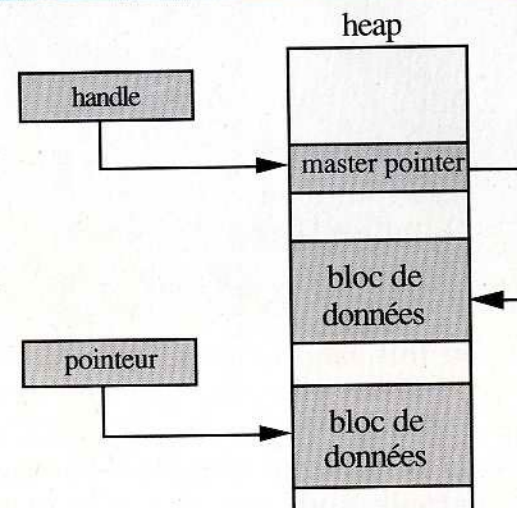 heap
handle
master pointer
bloc de
données
pointeur
bloc de
données